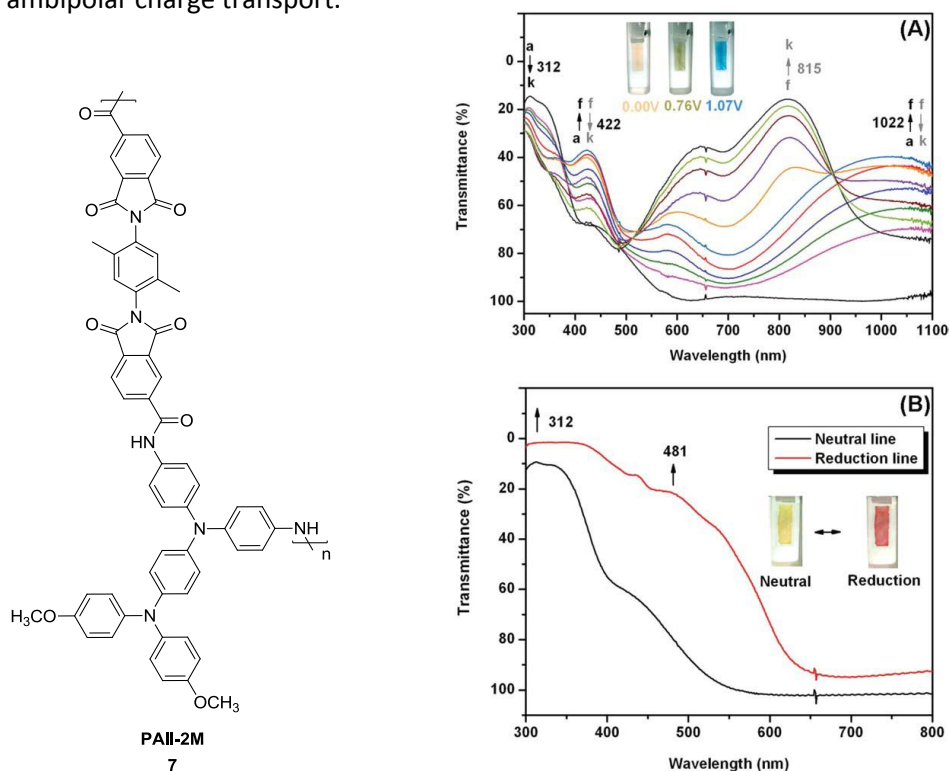 ambipolar charge transport.
O
O
N
O
O
N
O
O
HN
O
N
NH
n
N
H₃CO
OCH₃
PAII-2M
7
(A)
0
20
40
60
80
100
Transmittance (%)
a
k
312
f f
a k
422
0.00V 0.76V 1.07V
k
f
815
1022
f f
a k
300 400 500 600 700 800 900 1000 1100
Wavelength (nm)
(B)
0
20
40
60
80
100
Transmittance (%)
312
481
Neutral line
Reduction line
Neutral
Reduction
300 400 500 600 700 800
Wavelength (nm)